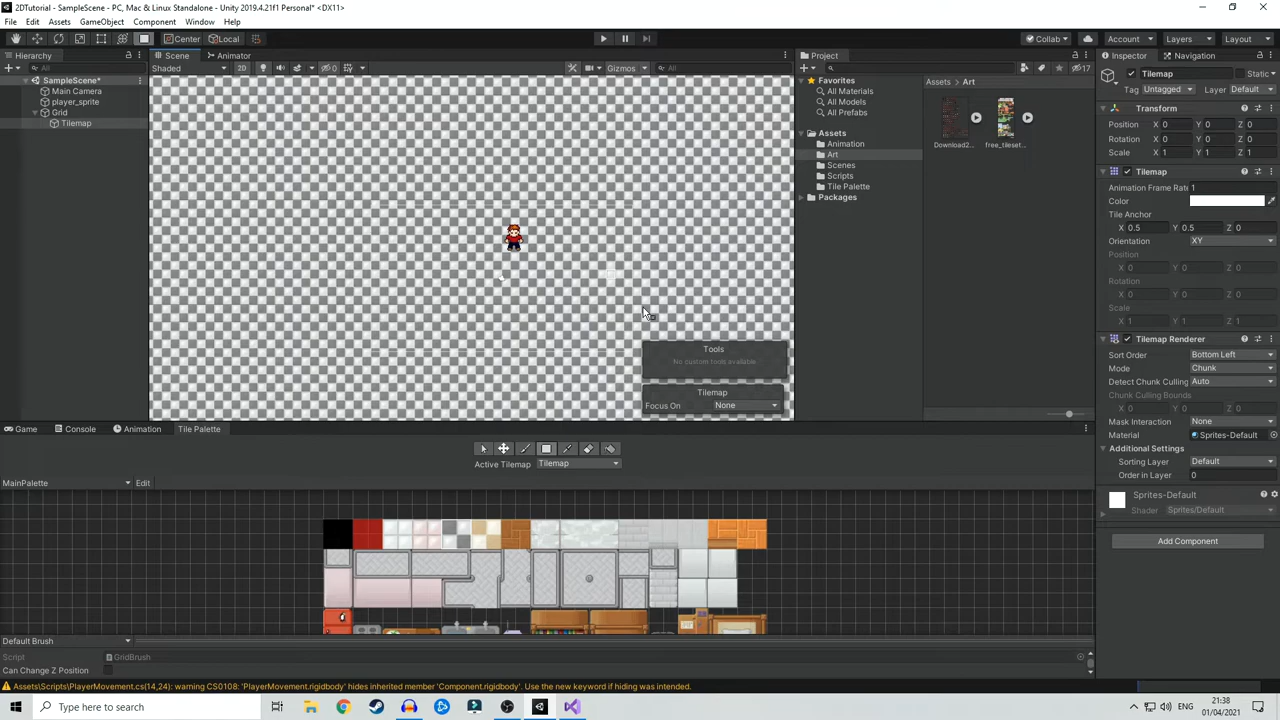 2DTutorial - SampleScene - PC, Mac & Linux Standalone - Unity 2019.4.21f1 Personal* <DX11>
File Edit Assets GameObject Component Window Help
Center Local Collab Account Layers Layout
Hierarchy Scene Animator Project Inspector Navigation
All Shaded 2D 0 Gizmos All 17
SampleScene*
Main Camera
player_sprite
Grid
Tilemap
Favorites
All Materials
All Models
All Prefabs
Assets
Animation
Art
Scenes
Scripts
Tile Palette
Packages
Assets > Art
Download2... free_tileset...
Tilemap Static
Tag Untagged Layer Default
Transform
Position X 0 Y 0 Z 0
Rotation X 0 Y 0 Z 0
Scale X 1 Y 1 Z 1
Tilemap
Animation Frame Rate 1
Color
Tile Anchor
X 0.5 Y 0.5 Z 0
Orientation XY
Position
X 0 Y 0 Z 0
Rotation
X 0 Y 0 Z 0
Scale
X 1 Y 1 Z 1
Tilemap Renderer
Sort Order Bottom Left
Mode Chunk
Detect Chunk Culling Auto
Chunk Culling Bounds
X 0 Y 0 Z 0
Mask Interaction None
Material Sprites-Default
Additional Settings
Sorting Layer Default
Order in Layer 0
Sprites-Default
Shader Sprites/Default
Add Component
Tools
No custom tools available
Tilemap
Focus On None
Game Console Animation Tile Palette
Active Tilemap Tilemap
MainPalette Edit
Default Brush
Script GridBrush
Can Change Z Position
Assets\Scripts\PlayerMovement.cs(14,24): warning CS0108: 'PlayerMovement.rigidbody' hides inherited member 'Component.rigidbody'. Use the new keyword if hiding was intended.
Type here to search
21:38
01/04/2021